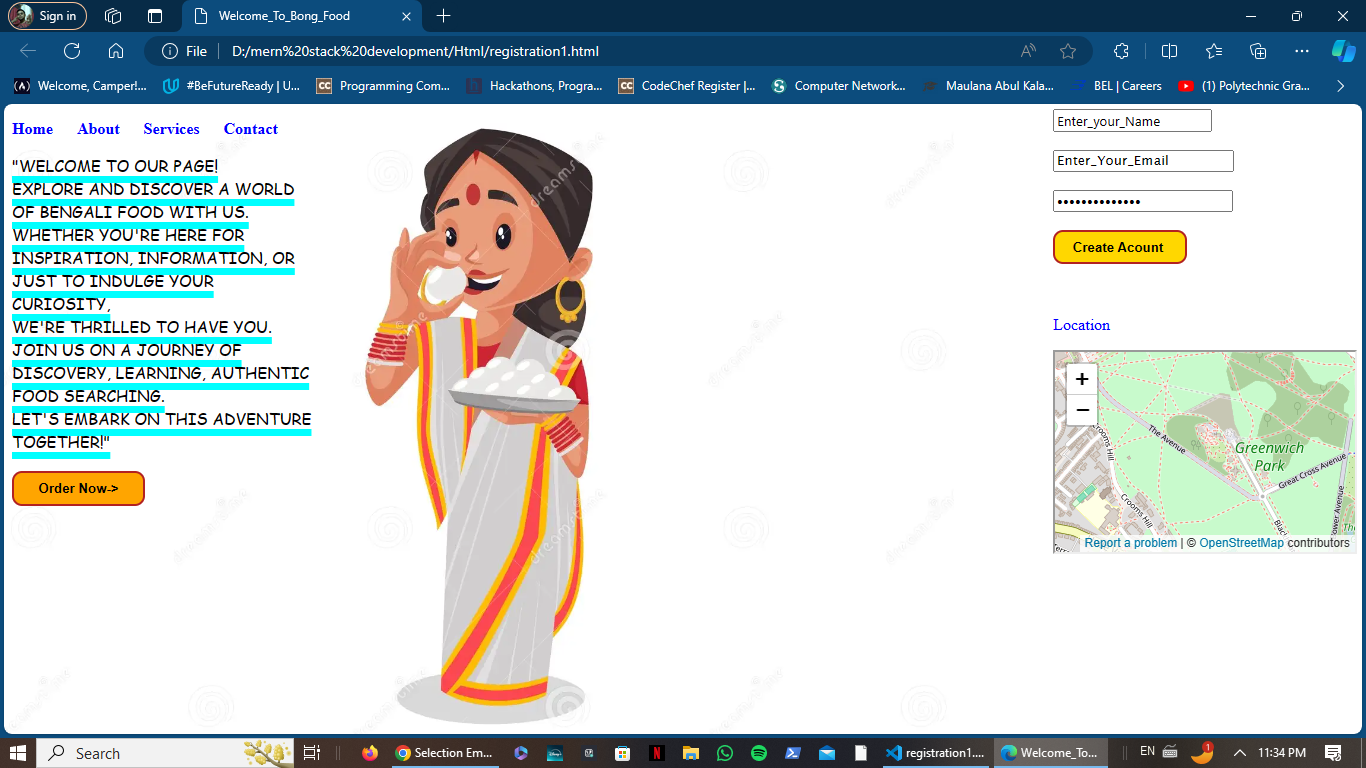 Sign in
Welcome_To_Bong_Food
File
D:/mern%20stack%20development/Html/registration1.html
Welcome, Camper!...
#BeFutureReady | U...
Programming Com...
Hackathons, Progra...
CodeChef Register |...
Computer Network...
Maulana Abul Kala...
BEL | Careers
(1) Polytechnic Gra...
Home About Services Contact
"WELCOME TO OUR PAGE!
EXPLORE AND DISCOVER A WORLD
OF BENGALI FOOD WITH US.
WHETHER YOU'RE HERE FOR
INSPIRATION, INFORMATION, OR
JUST TO INDULGE YOUR
CURIOSITY,
WE'RE THRILLED TO HAVE YOU.
JOIN US ON A JOURNEY OF
DISCOVERY, LEARNING, AUTHENTIC
FOOD SEARCHING.
LET'S EMBARK ON THIS ADVENTURE
TOGETHER!"
Order Now->
Enter_your_Name
Enter_Your_Email
Create Acount
Location
+
−
Crooms Hill
The Avenue
Greenwich
Park
Great Cross Avenue
Crooms Hill
Report a problem | © OpenStreetMap contributors
dreamstime
Search
Selection Em...
registration1....
Welcome_To...
1
EN
11:34 PM